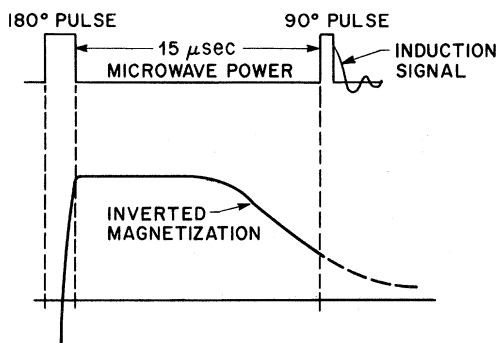 180° PULSE
90° PULSE
15 μsec
MICROWAVE POWER
INDUCTION
SIGNAL
INVERTED
MAGNETIZATION